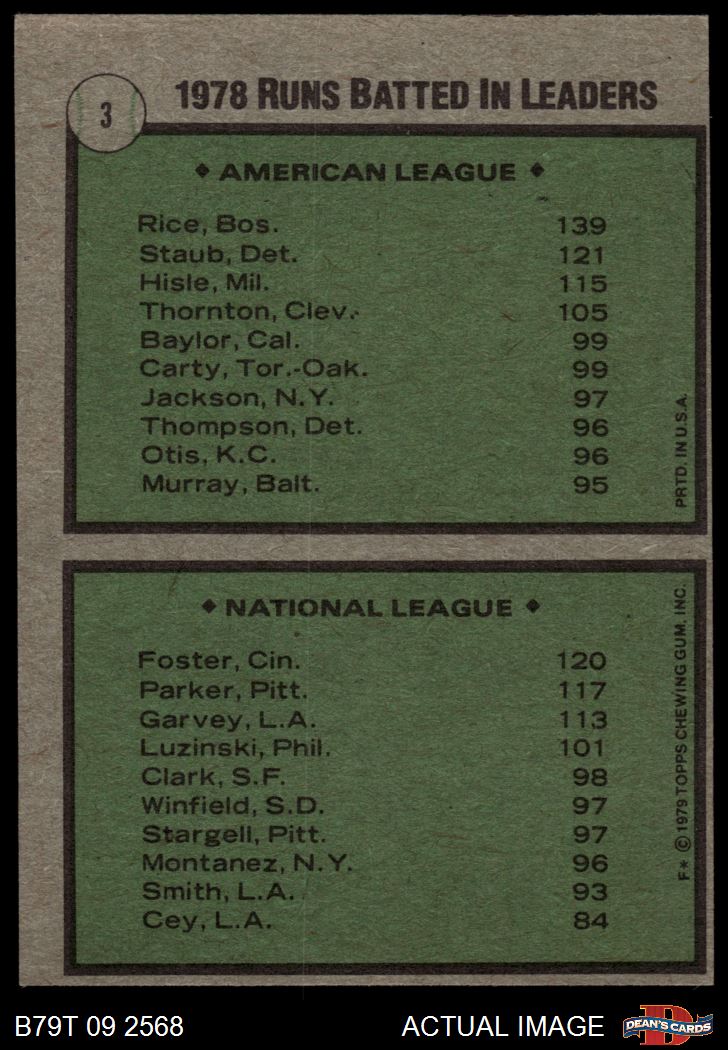 3
1978 RUNS BATTED IN LEADERS
AMERICAN LEAGUE
Rice, Bos. 139
Staub, Det. 121
Hisle, Mil. 115
Thornton, Clev. 105
Baylor, Cal. 99
Carty, Tor.-Oak. 99
Jackson, N.Y. 97
Thompson, Det. 96
Otis, K.C. 96
Murray, Balt. 95
PRTD. IN U.S.A.
NATIONAL LEAGUE
Foster, Cin. 120
Parker, Pitt. 117
Garvey, L.A. 113
Luzinski, Phil. 101
Clark, S.F. 98
Winfield, S.D. 97
Stargell, Pitt. 97
Montanez, N.Y. 96
Smith, L.A. 93
Cey, L.A. 84
F* © 1979 TOPPS CHEWING GUM, INC.
B79T 09 2568 ACTUAL IMAGE
D
DEAN'S CARDS